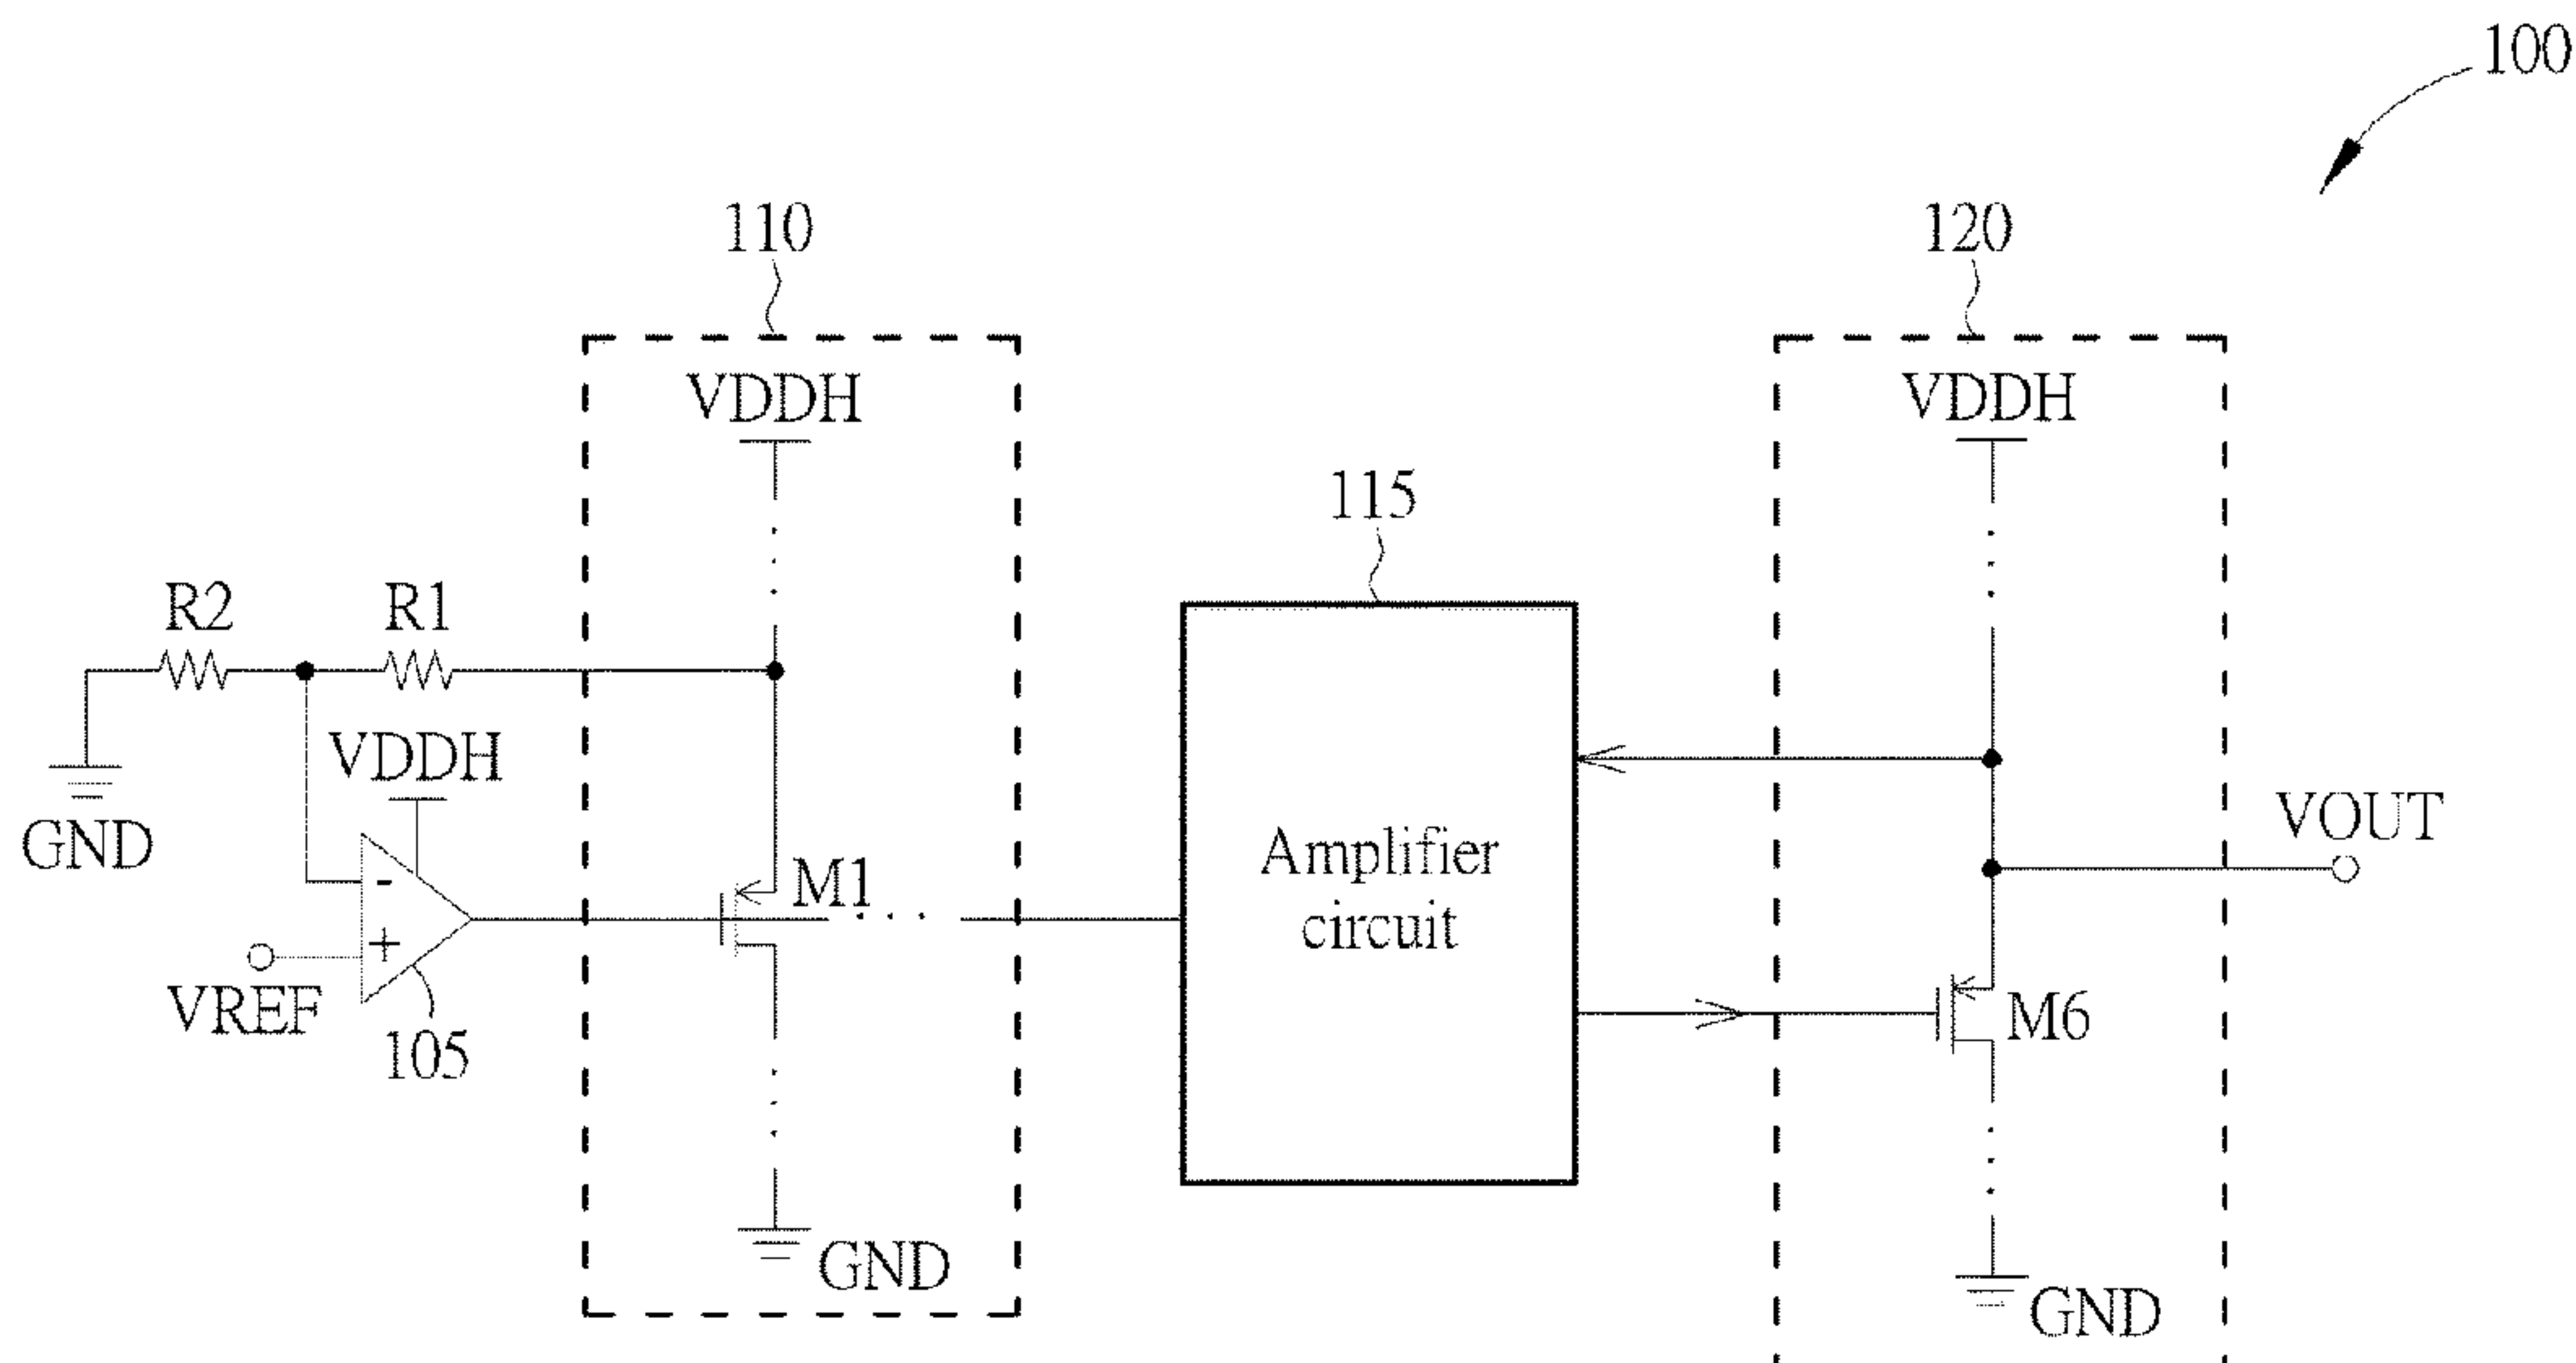 100
110
120
VDDH
VDDH
115
R2
R1
VDDH
GND
VOUT
Amplifier
circuit
M1
-
+
VREF
105
M6
GND
GND